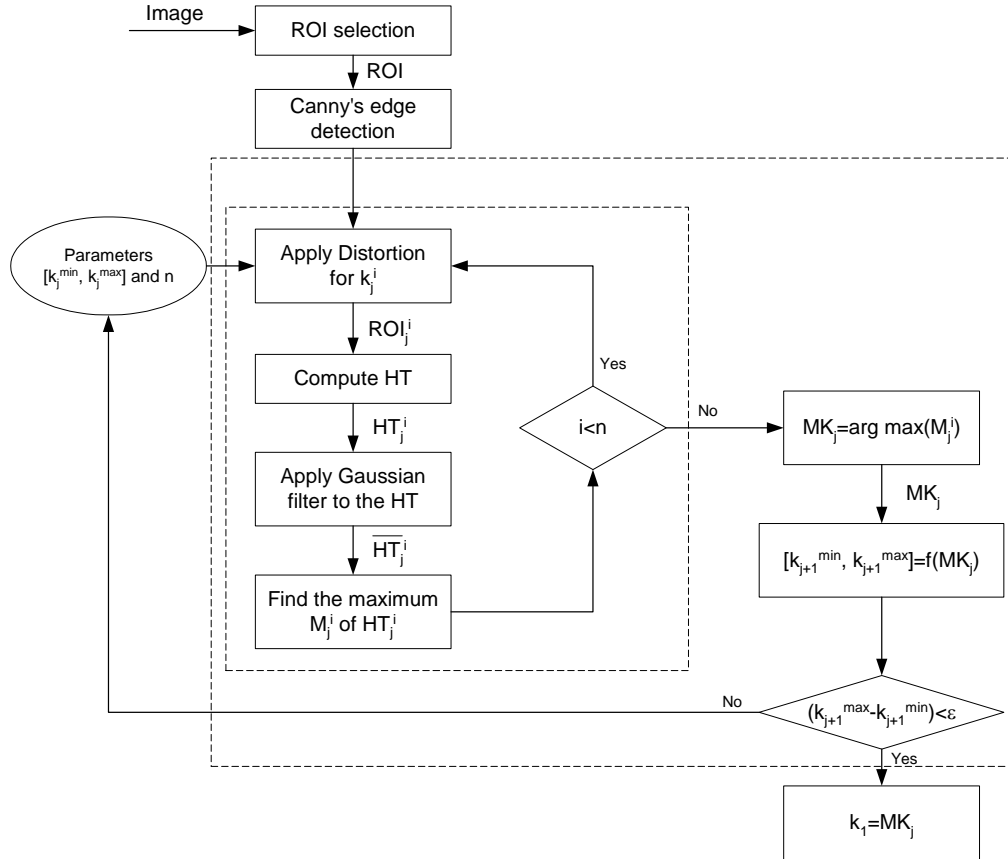 Image
ROI selection
ROI
Canny's edge
detection
Parameters
[k_j^min, k_j^max] and n
Apply Distortion
for k_j^i
ROI_j^i
Compute HT
HT_j^i
Apply Gaussian
filter to the HT
\overline{HT}_j^i
Find the maximum
M_j^i of HT_j^i
Yes
i<n
No
MK_j=arg max(M_j^i)
MK_j
[k_{j+1}^min, k_{j+1}^max]=f(MK_j)
No
(k_{j+1}^max-k_{j+1}^min)<ε
Yes
k_1=MK_j